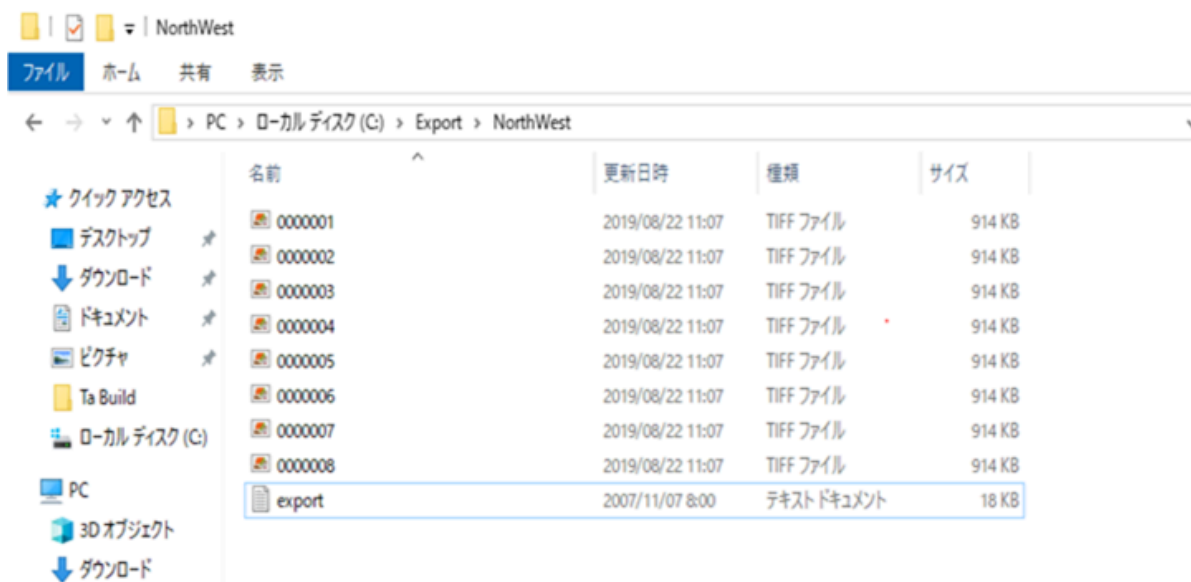 NorthWest
ファイル ホーム 共有 表示
PC > ローカル ディスク (C:) > Export > NorthWest
名前 更新日時 種類 サイズ
クイック アクセス
デスクトップ
ダウンロード
ドキュメント
ピクチャ
Ta Build
ローカル ディスク (C:)
PC
3D オブジェクト
ダウンロード
0000001 2019/08/22 11:07 TIFF ファイル 914 KB
0000002 2019/08/22 11:07 TIFF ファイル 914 KB
0000003 2019/08/22 11:07 TIFF ファイル 914 KB
0000004 2019/08/22 11:07 TIFF ファイル 914 KB
0000005 2019/08/22 11:07 TIFF ファイル 914 KB
0000006 2019/08/22 11:07 TIFF ファイル 914 KB
0000007 2019/08/22 11:07 TIFF ファイル 914 KB
0000008 2019/08/22 11:07 TIFF ファイル 914 KB
export 2007/11/07 8:00 テキスト ドキュメント 18 KB